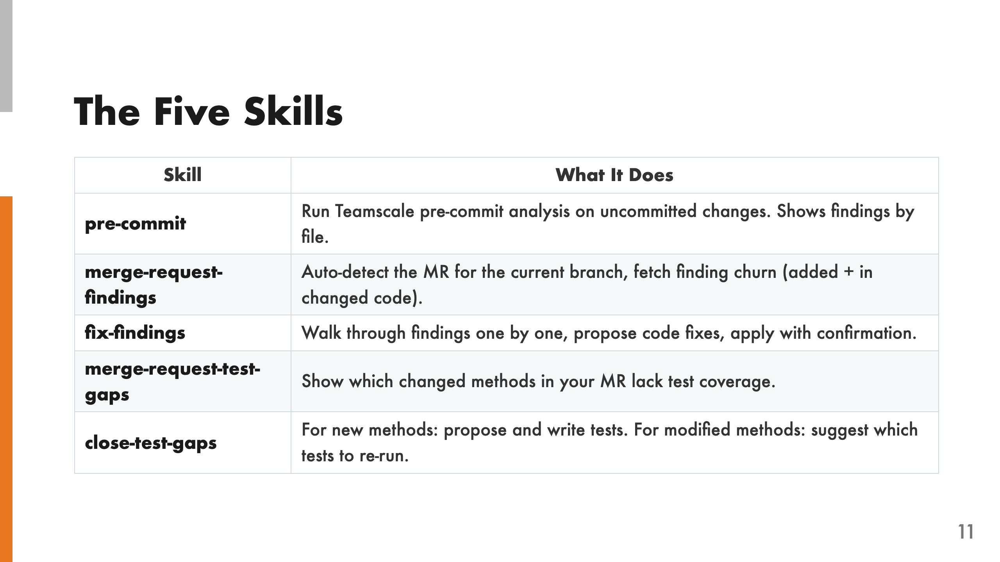 The Five Skills
Skill
What It Does
pre-commit
Run Teamscale pre-commit analysis on uncommitted changes. Shows findings by
file.
merge-request-
findings
Auto-detect the MR for the current branch, fetch finding churn (added + in
changed code).
fix-findings
Walk through findings one by one, propose code fixes, apply with confirmation.
merge-request-test-
gaps
Show which changed methods in your MR lack test coverage.
close-test-gaps
For new methods: propose and write tests. For modified methods: suggest which
tests to re-run.
11